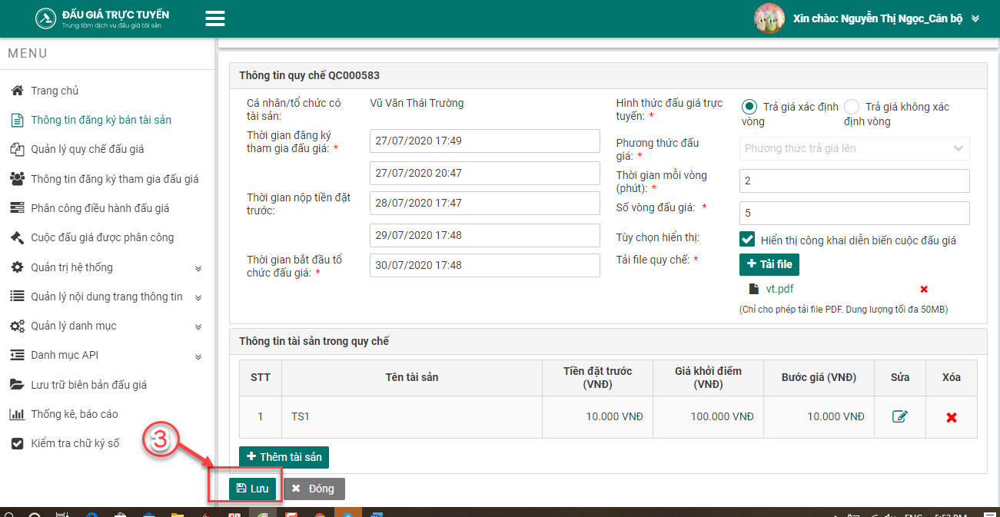 ĐẤU GIÁ TRỰC TUYẾN
Trung tâm dịch vụ đấu giá tài sản
Xin chào: Nguyễn Thị Ngọc_Cán bộ
MENU
Trang chủ
Thông tin đăng ký bán tài sản
Quản lý quy chế đấu giá
Thông tin đăng ký tham gia đấu giá
Phân công điều hành đấu giá
Cuộc đấu giá được phân công
Quản trị hệ thống
Quản lý nội dung trang thông tin
Quản lý danh mục
Danh mục API
Lưu trữ biên bản đấu giá
Thống kê, báo cáo
Kiểm tra chữ ký số
3
Thông tin quy chế QC000583
Cá nhân/tổ chức có
tài sản:
Vũ Văn Thái Trường
Thời gian đăng ký
tham gia đấu giá: *
27/07/2020 17:49
27/07/2020 20:47
Thời gian nộp tiền đặt
trước:
28/07/2020 17:47
29/07/2020 17:48
Thời gian bắt đầu tổ
chức đấu giá: *
30/07/2020 17:48
Hình thức đấu giá trực
tuyến: *
Trả giá xác định
vòng
Trả giá không xác
định vòng
Phương thức đấu
giá: *
Phương thức trả giá lên
Thời gian mỗi vòng
(phút): *
2
Số vòng đấu giá: *
5
Tùy chọn hiển thị:
Hiển thị công khai diễn biến cuộc đấu giá
Tải file quy chế: *
Tải file
vt.pdf
(Chỉ cho phép tải file PDF. Dung lượng tối đa 50MB)
Thông tin tài sản trong quy chế
STT Tên tài sản Tiền đặt trước (VNĐ) Giá khởi điểm (VNĐ) Bước giá (VNĐ) Sửa Xóa
1 TS1 10.000 VNĐ 100.000 VNĐ 10.000 VNĐ
Thêm tài sản
Lưu Đóng